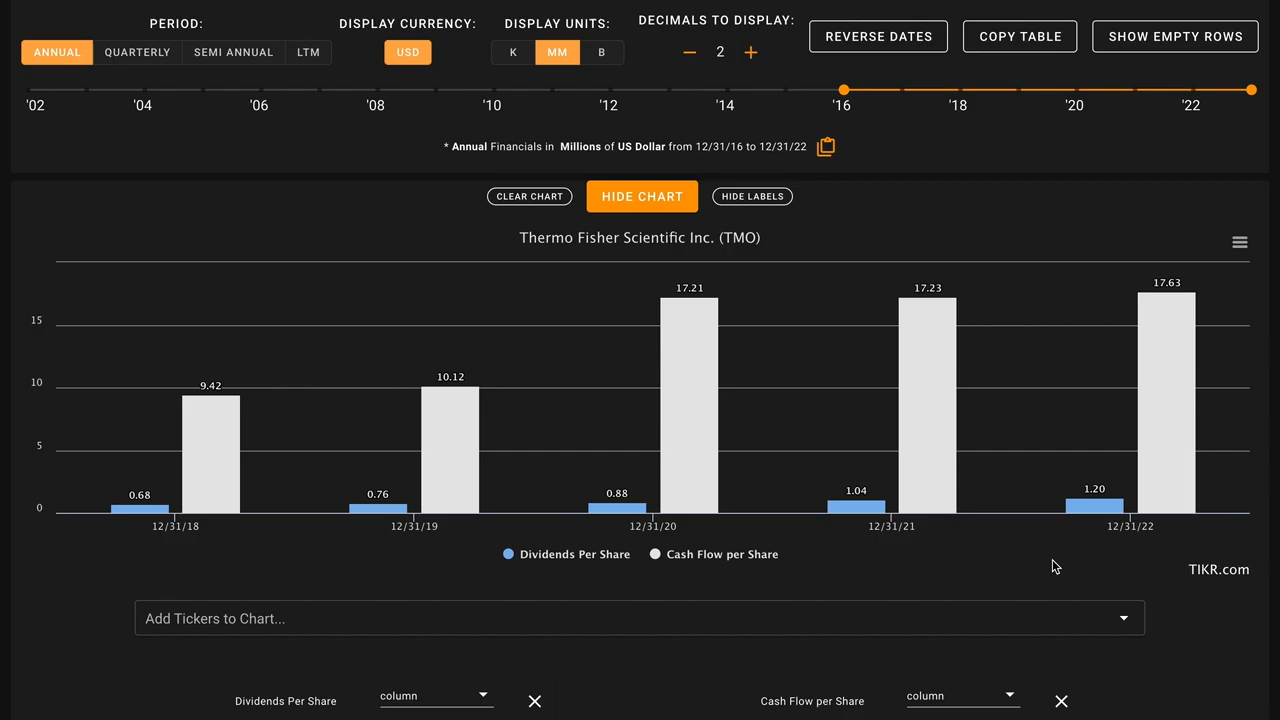 PERIOD:
DISPLAY CURRENCY:
DISPLAY UNITS:
DECIMALS TO DISPLAY:
ANNUAL
QUARTERLY
SEMI ANNUAL
LTM
USD
K
MM
B
2
REVERSE DATES
COPY TABLE
SHOW EMPTY ROWS
'02 '04 '06 '08 '10 '12 '14 '16 '18 '20 '22
* Annual Financials in Millions of US Dollar from 12/31/16 to 12/31/22
CLEAR CHART
HIDE CHART
HIDE LABELS
Thermo Fisher Scientific Inc. (TMO)
15
10
5
0
0.68
9.42
0.76
10.12
0.88
17.21
1.04
17.23
1.20
17.63
12/31/18
12/31/19
12/31/20
12/31/21
12/31/22
Dividends Per Share
Cash Flow per Share
TIKR.com
Add Tickers to Chart...
Dividends Per Share
column
Cash Flow per Share
column